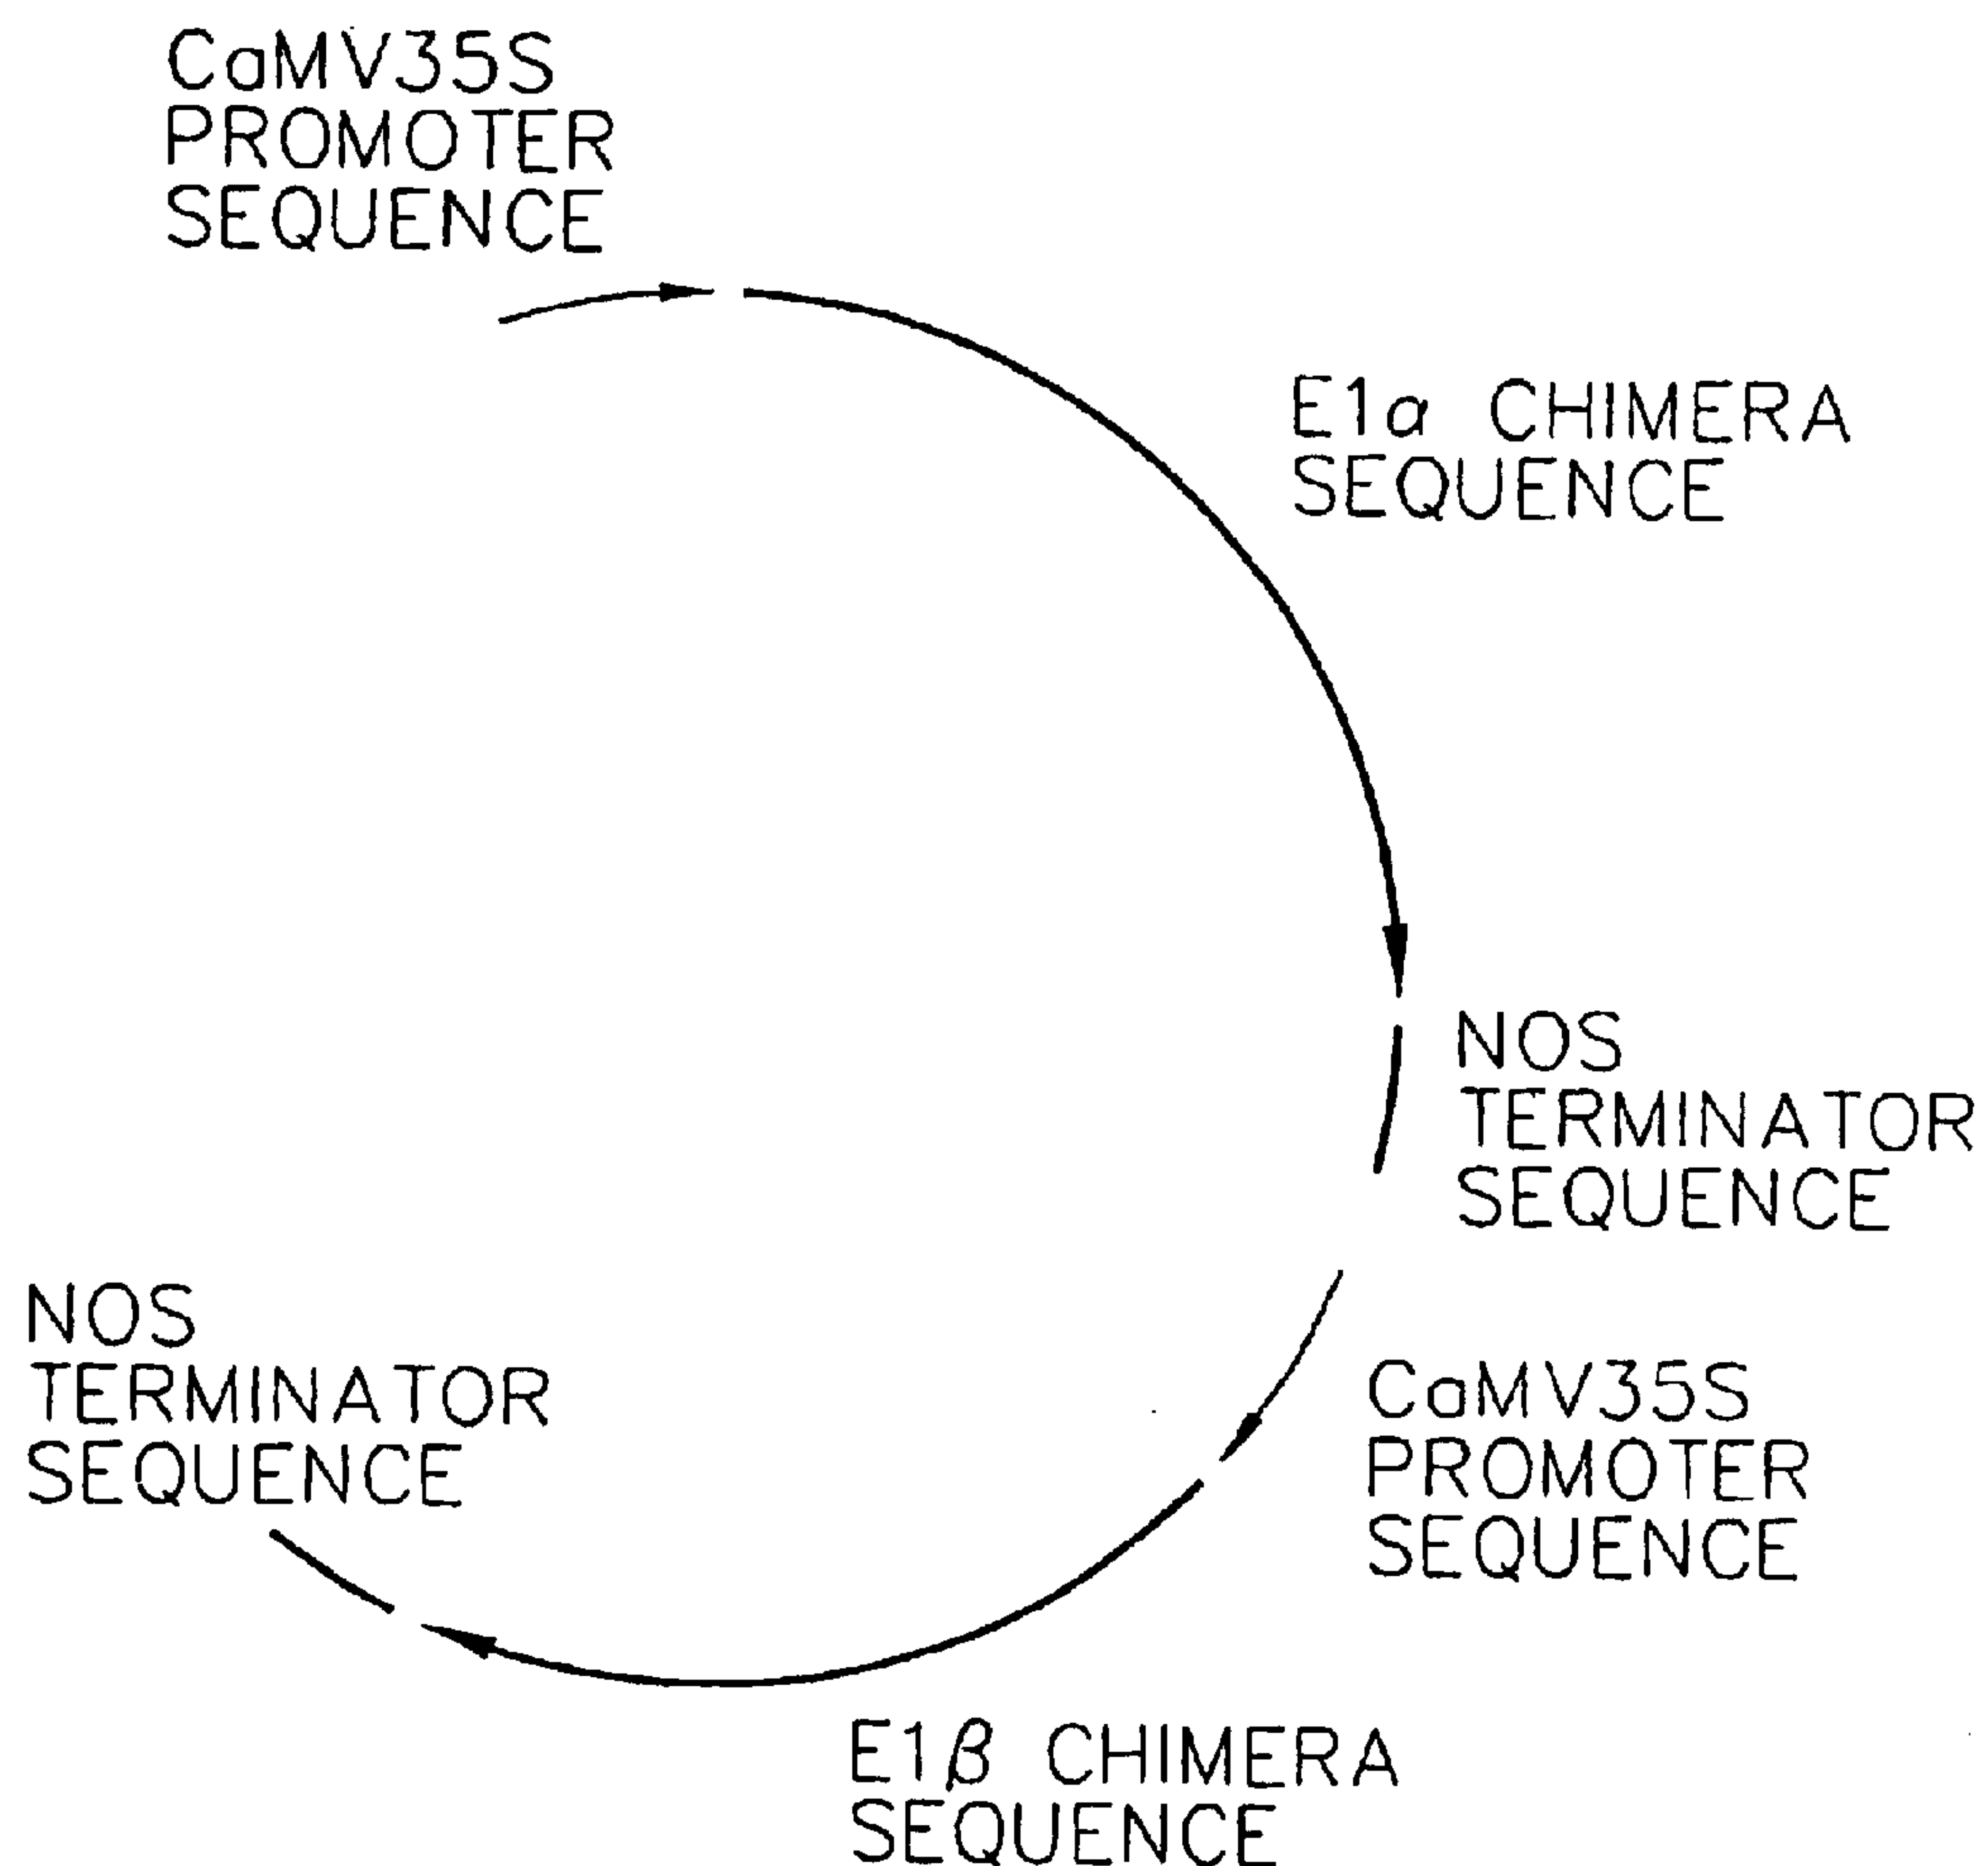 CaMV35S
PROMOTER
SEQUENCE
E1α CHIMERA
SEQUENCE
NOS
TERMINATOR
SEQUENCE
NOS
TERMINATOR
SEQUENCE
CaMV35S
PROMOTER
SEQUENCE
E1β CHIMERA
SEQUENCE